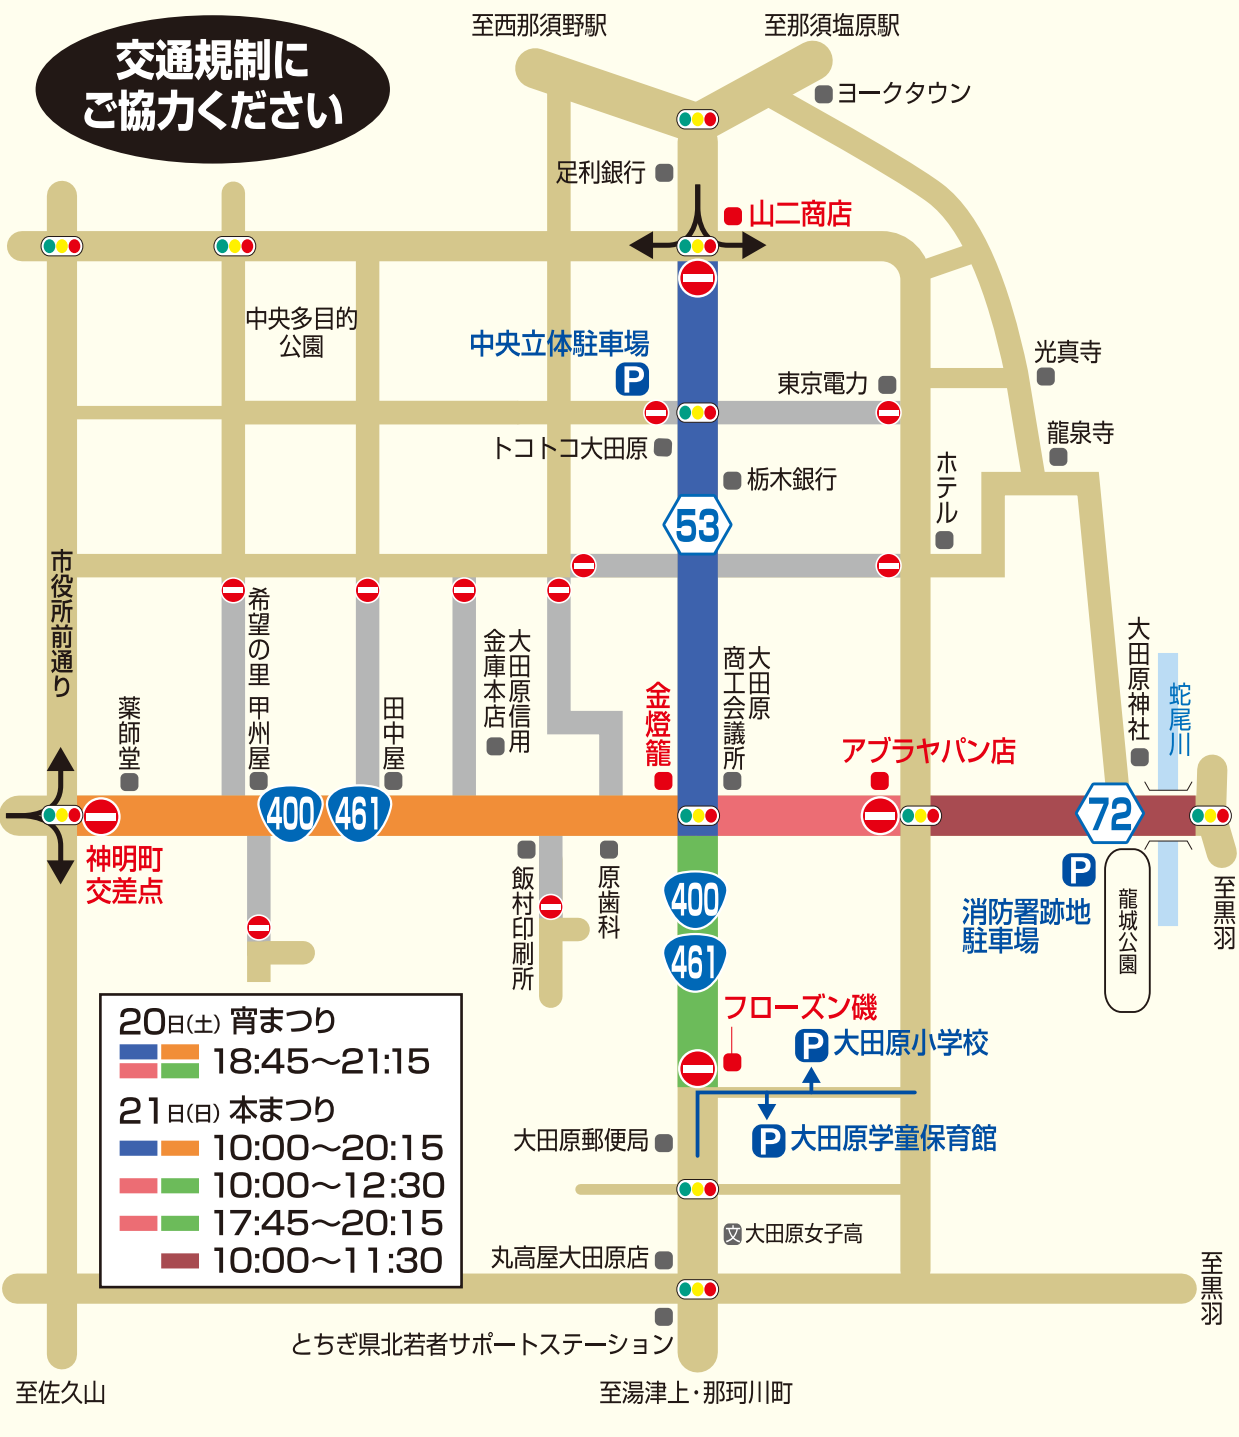 交通規制に
ご協力ください
至西那須野駅
至那須塩原駅
ヨークタウン
足利銀行
山二商店
中央多目的
公園
中央立体駐車場
P
東京電力
光真寺
トコトコ大田原
栃木銀行
龍泉寺
ホテル
53
市役所前通り
希望の里
甲州屋
薬師堂
田中屋
大田原信用
金庫本店
金燈籠
大田原
商工会議所
アブラヤパン店
大田原神社
蛇尾川
400
461
72
神明町
交差点
飯村印刷所
原歯科
400
461
P
消防署跡地
駐車場
龍城公園
至黒羽
フローズン磯
P
大田原小学校
P
大田原学童保育館
大田原郵便局
文
大田原女子高
丸高屋大田原店
至黒羽
とちぎ県北若者サポートステーション
至佐久山
至湯津上・那珂川町
20日(土) 宵まつり
18:45〜21:15
21日(日) 本まつり
10:00〜20:15
10:00〜12:30
17:45〜20:15
10:00〜11:30